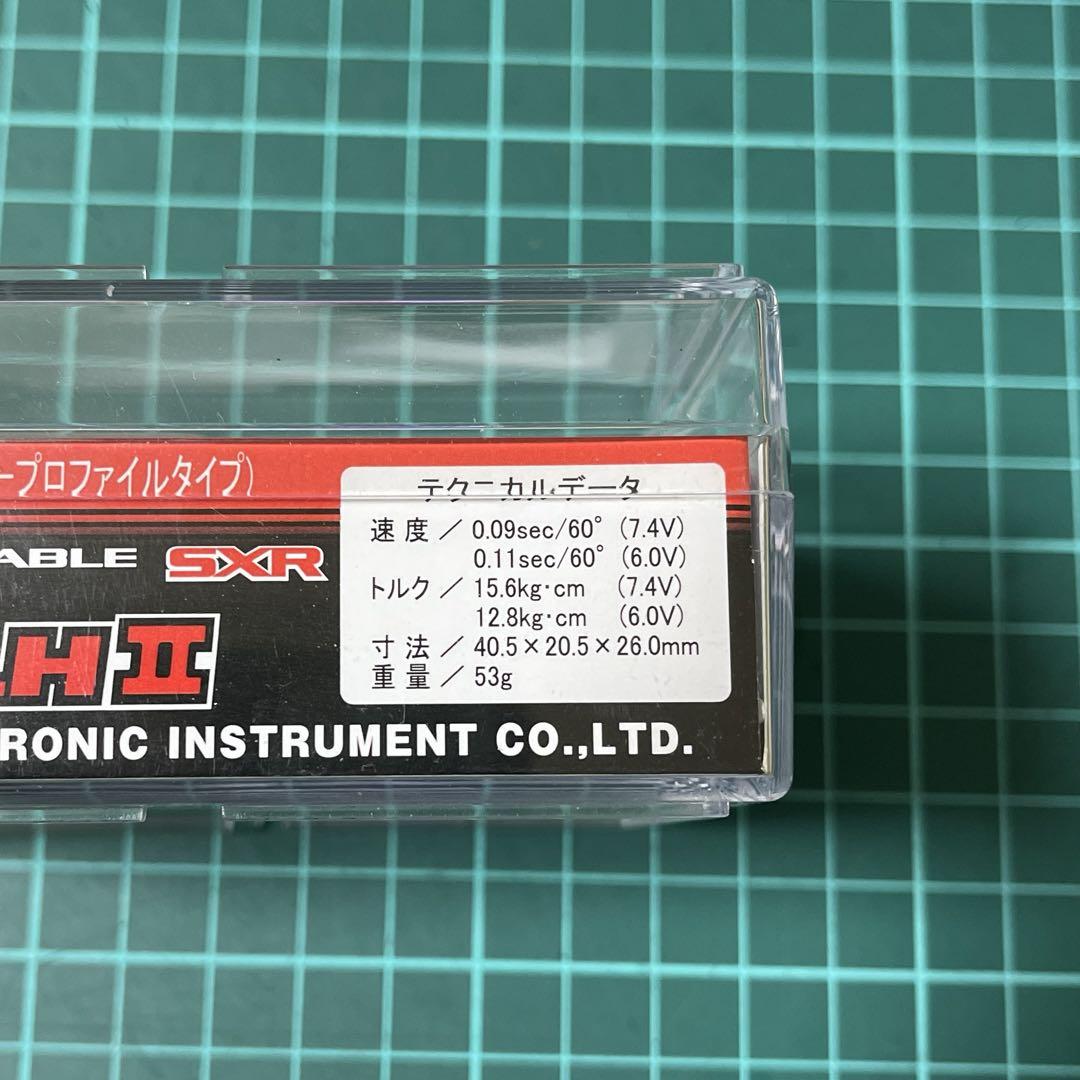 ープロファイルタイプ)
テクニカルデータ
速度／0.09sec/60°(7.4V)
0.11sec/60°(6.0V)
トルク／15.6kg·cm (7.4V)
12.8kg·cm (6.0V)
寸法／40.5×20.5×26.0mm
重量／53g
ABLE SXR
H II
RONIC INSTRUMENT CO.,LTD.